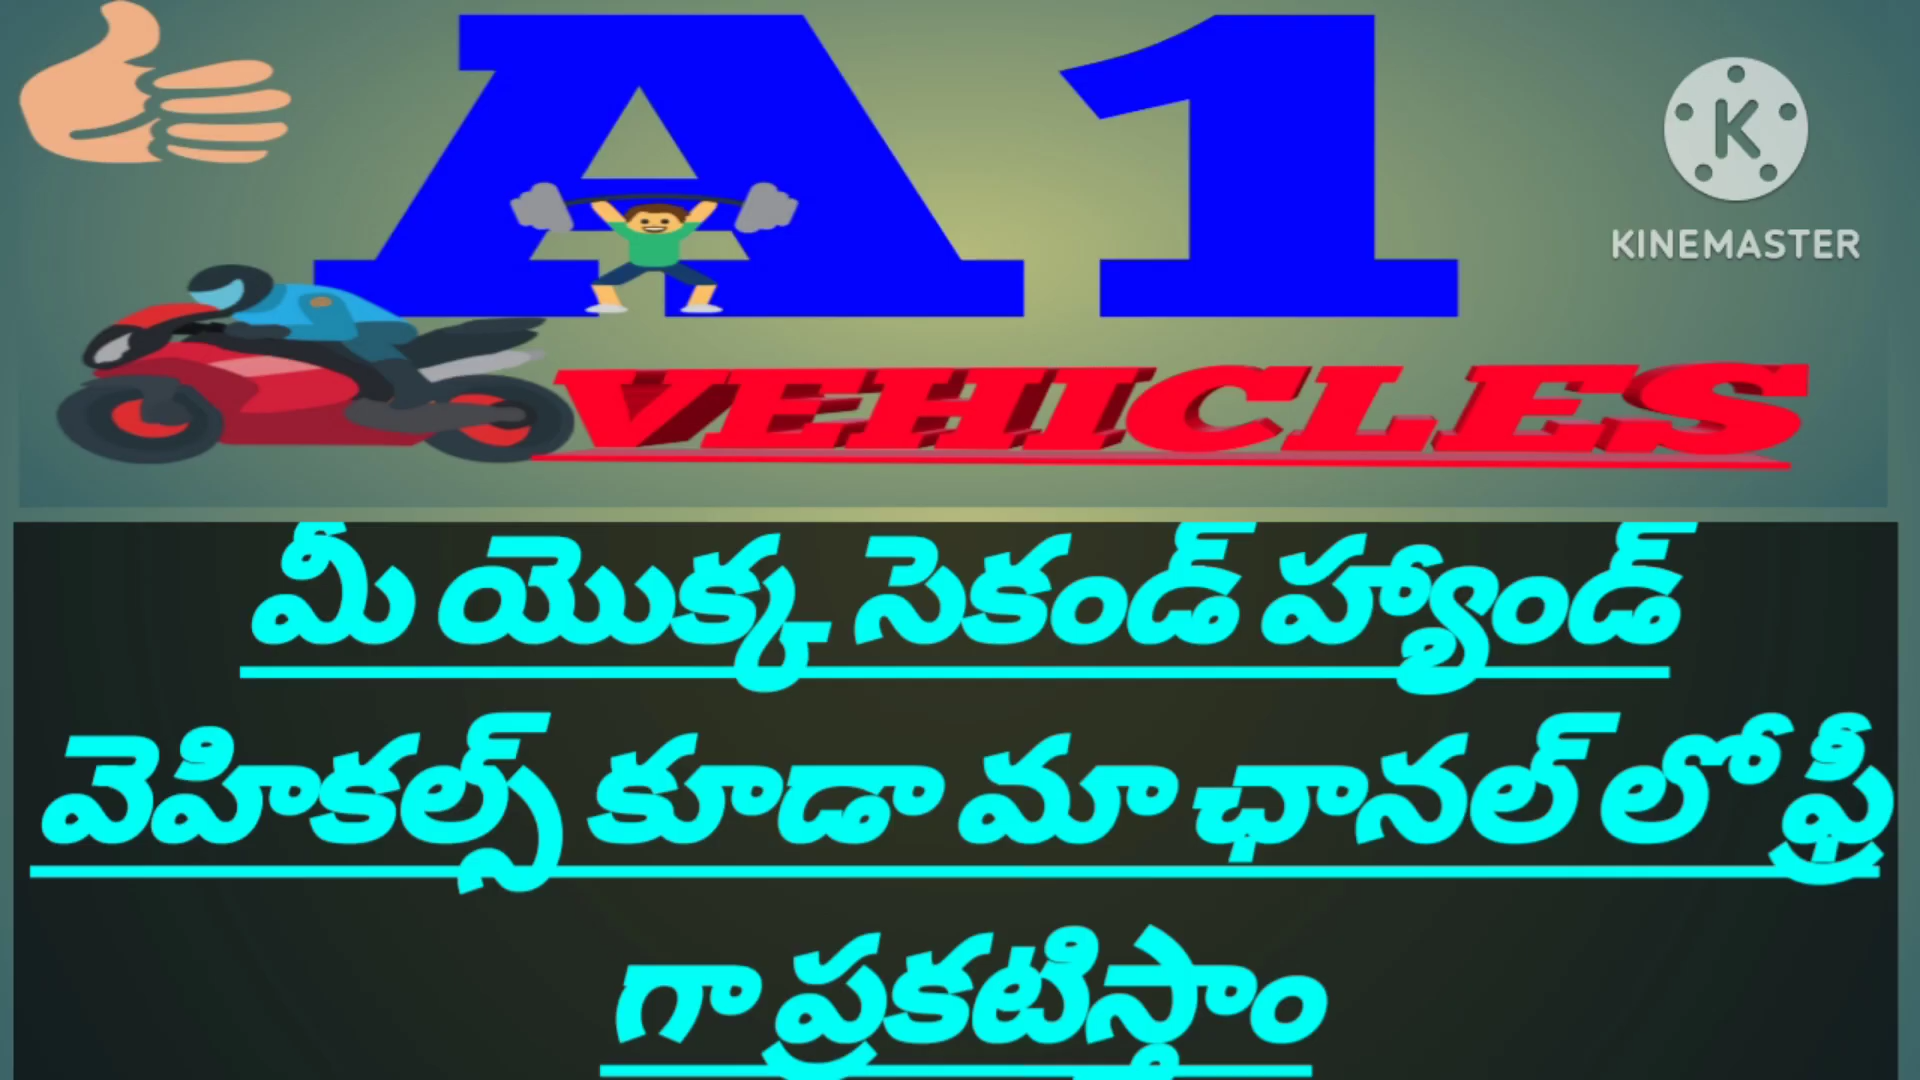 A1
K
KINEMASTER
VEHICLES
మీ యొక్క సెకండ్ హ్యాండ్
వెహికల్స్ కూడా మా ఛానల్ లో ఫ్రీ
గా ప్రకటిస్తాం